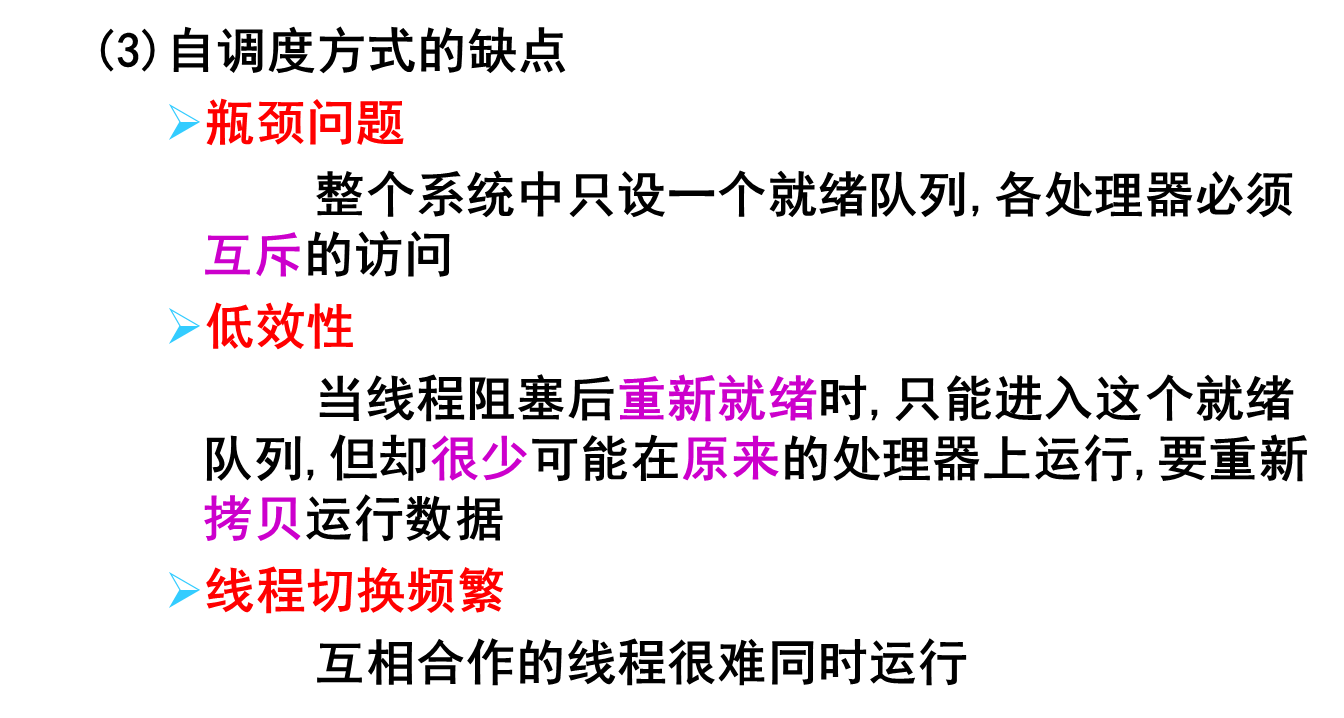 (3)自调度方式的缺点
➢瓶颈问题
整个系统中只设一个就绪队列,各处理器必须
互斥的访问
➢低效性
当线程阻塞后重新就绪时,只能进入这个就绪
队列,但却很少可能在原来的处理器上运行,要重新
拷贝运行数据
➢线程切换频繁
互相合作的线程很难同时运行